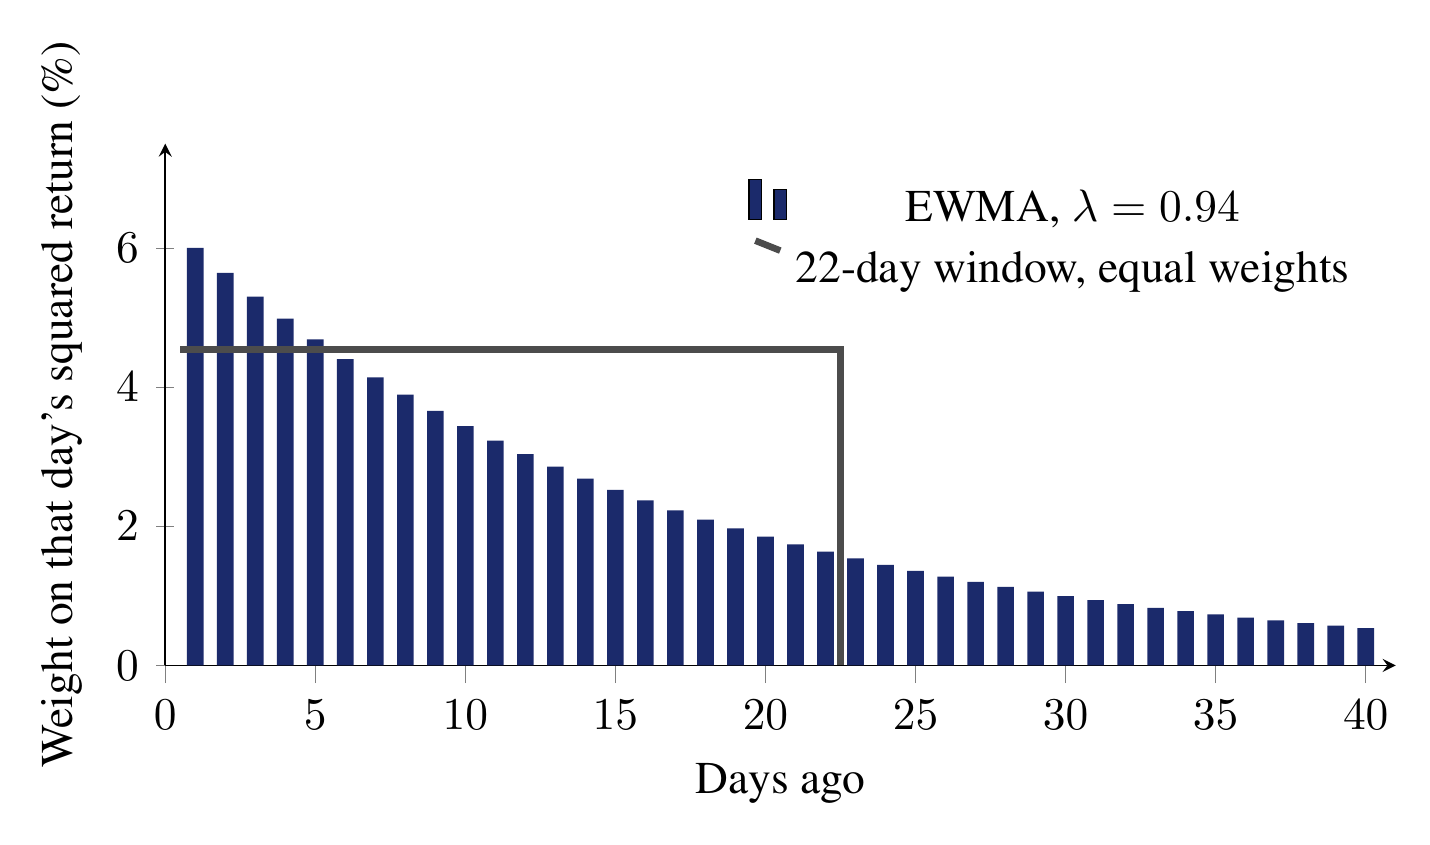 Weight on that day's squared return (%)
EWMA, λ = 0.94
22-day window, equal weights
6
4
2
0
0 5 10 15 20 25 30 35 40
Days ago